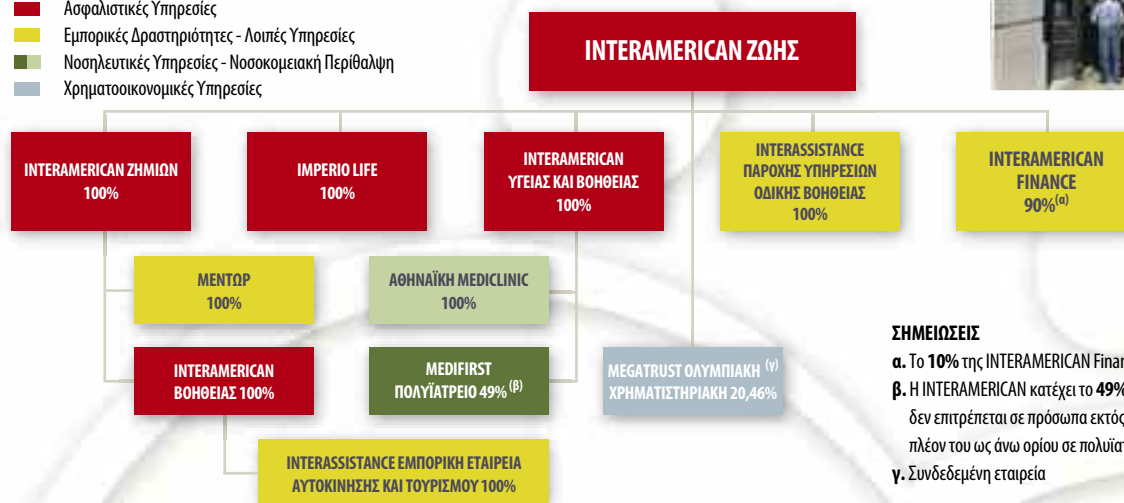 Ασφαλιστικές Υπηρεσίες
Εμπορικές Δραστηριότητες - Λοιπές Υπηρεσίες
Νοσηλευτικές Υπηρεσίες - Νοσοκομειακή Περίθαλψη
Χρηματοοικονομικές Υπηρεσίες
INTERAMERICAN ΖΩΗΣ
INTERAMERICAN ΖΗΜΙΩΝ
100%
IMPERIO LIFE
100%
INTERAMERICAN
ΥΓΕΙΑΣ ΚΑΙ ΒΟΗΘΕΙΑΣ
100%
INTERASSISTANCE
ΠΑΡΟΧΗΣ ΥΠΗΡΕΣΙΩΝ
ΟΔΙΚΗΣ ΒΟΗΘΕΙΑΣ
100%
INTERAMERICAN
FINANCE
90%(α)
ΜΕΝΤΩΡ
100%
ΑΘΗΝΑΪΚΗ MEDICLINIC
100%
INTERAMERICAN
ΒΟΗΘΕΙΑΣ 100%
MEDIFIRST
ΠΟΛΥΪΑΤΡΕΙΟ 49% (β)
MEGATRUST ΟΛΥΜΠΙΑΚΗ (γ)
ΧΡΗΜΑΤΙΣΤΗΡΙΑΚΗ 20,46%
INTERASSISTANCE ΕΜΠΟΡΙΚΗ ΕΤΑΙΡΕΙΑ
ΑΥΤΟΚΙΝΗΣΗΣ ΚΑΙ ΤΟΥΡΙΣΜΟΥ 100%
ΣΗΜΕΙΩΣΕΙΣ
α. Το 10% της INTERAMERICAN Finan
β. Η INTERAMERICAN κατέχει το 49%
δεν επιτρέπεται σε πρόσωπα εκτός
πλέον του ως άνω ορίου σε πολυϊατ
γ. Συνδεδεμένη εταιρεία